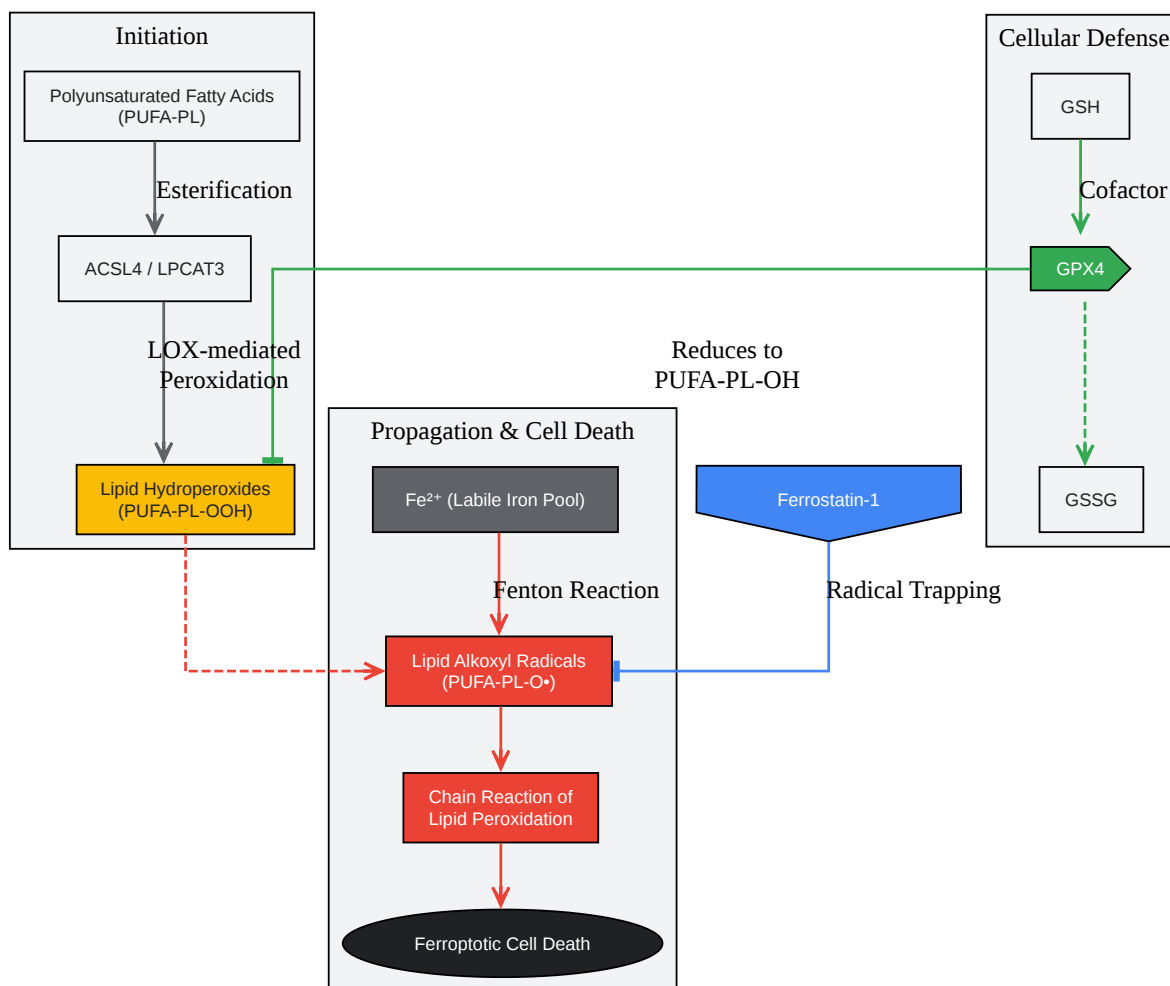 Initiation
Polyunsaturated Fatty Acids
(PUFA-PL)
Esterification
ACSL4 / LPCAT3
LOX-mediated
Peroxidation
Lipid Hydroperoxides
(PUFA-PL-OOH)
Cellular Defense
GSH
Cofactor
GPX4
GSSG
Reduces to
PUFA-PL-OH
Propagation & Cell Death
Fe²⁺ (Labile Iron Pool)
Fenton Reaction
Ferrostatin-1
Radical Trapping
Lipid Alkoxyl Radicals
(PUFA-PL-O•)
Chain Reaction of
Lipid Peroxidation
Ferroptotic Cell Death